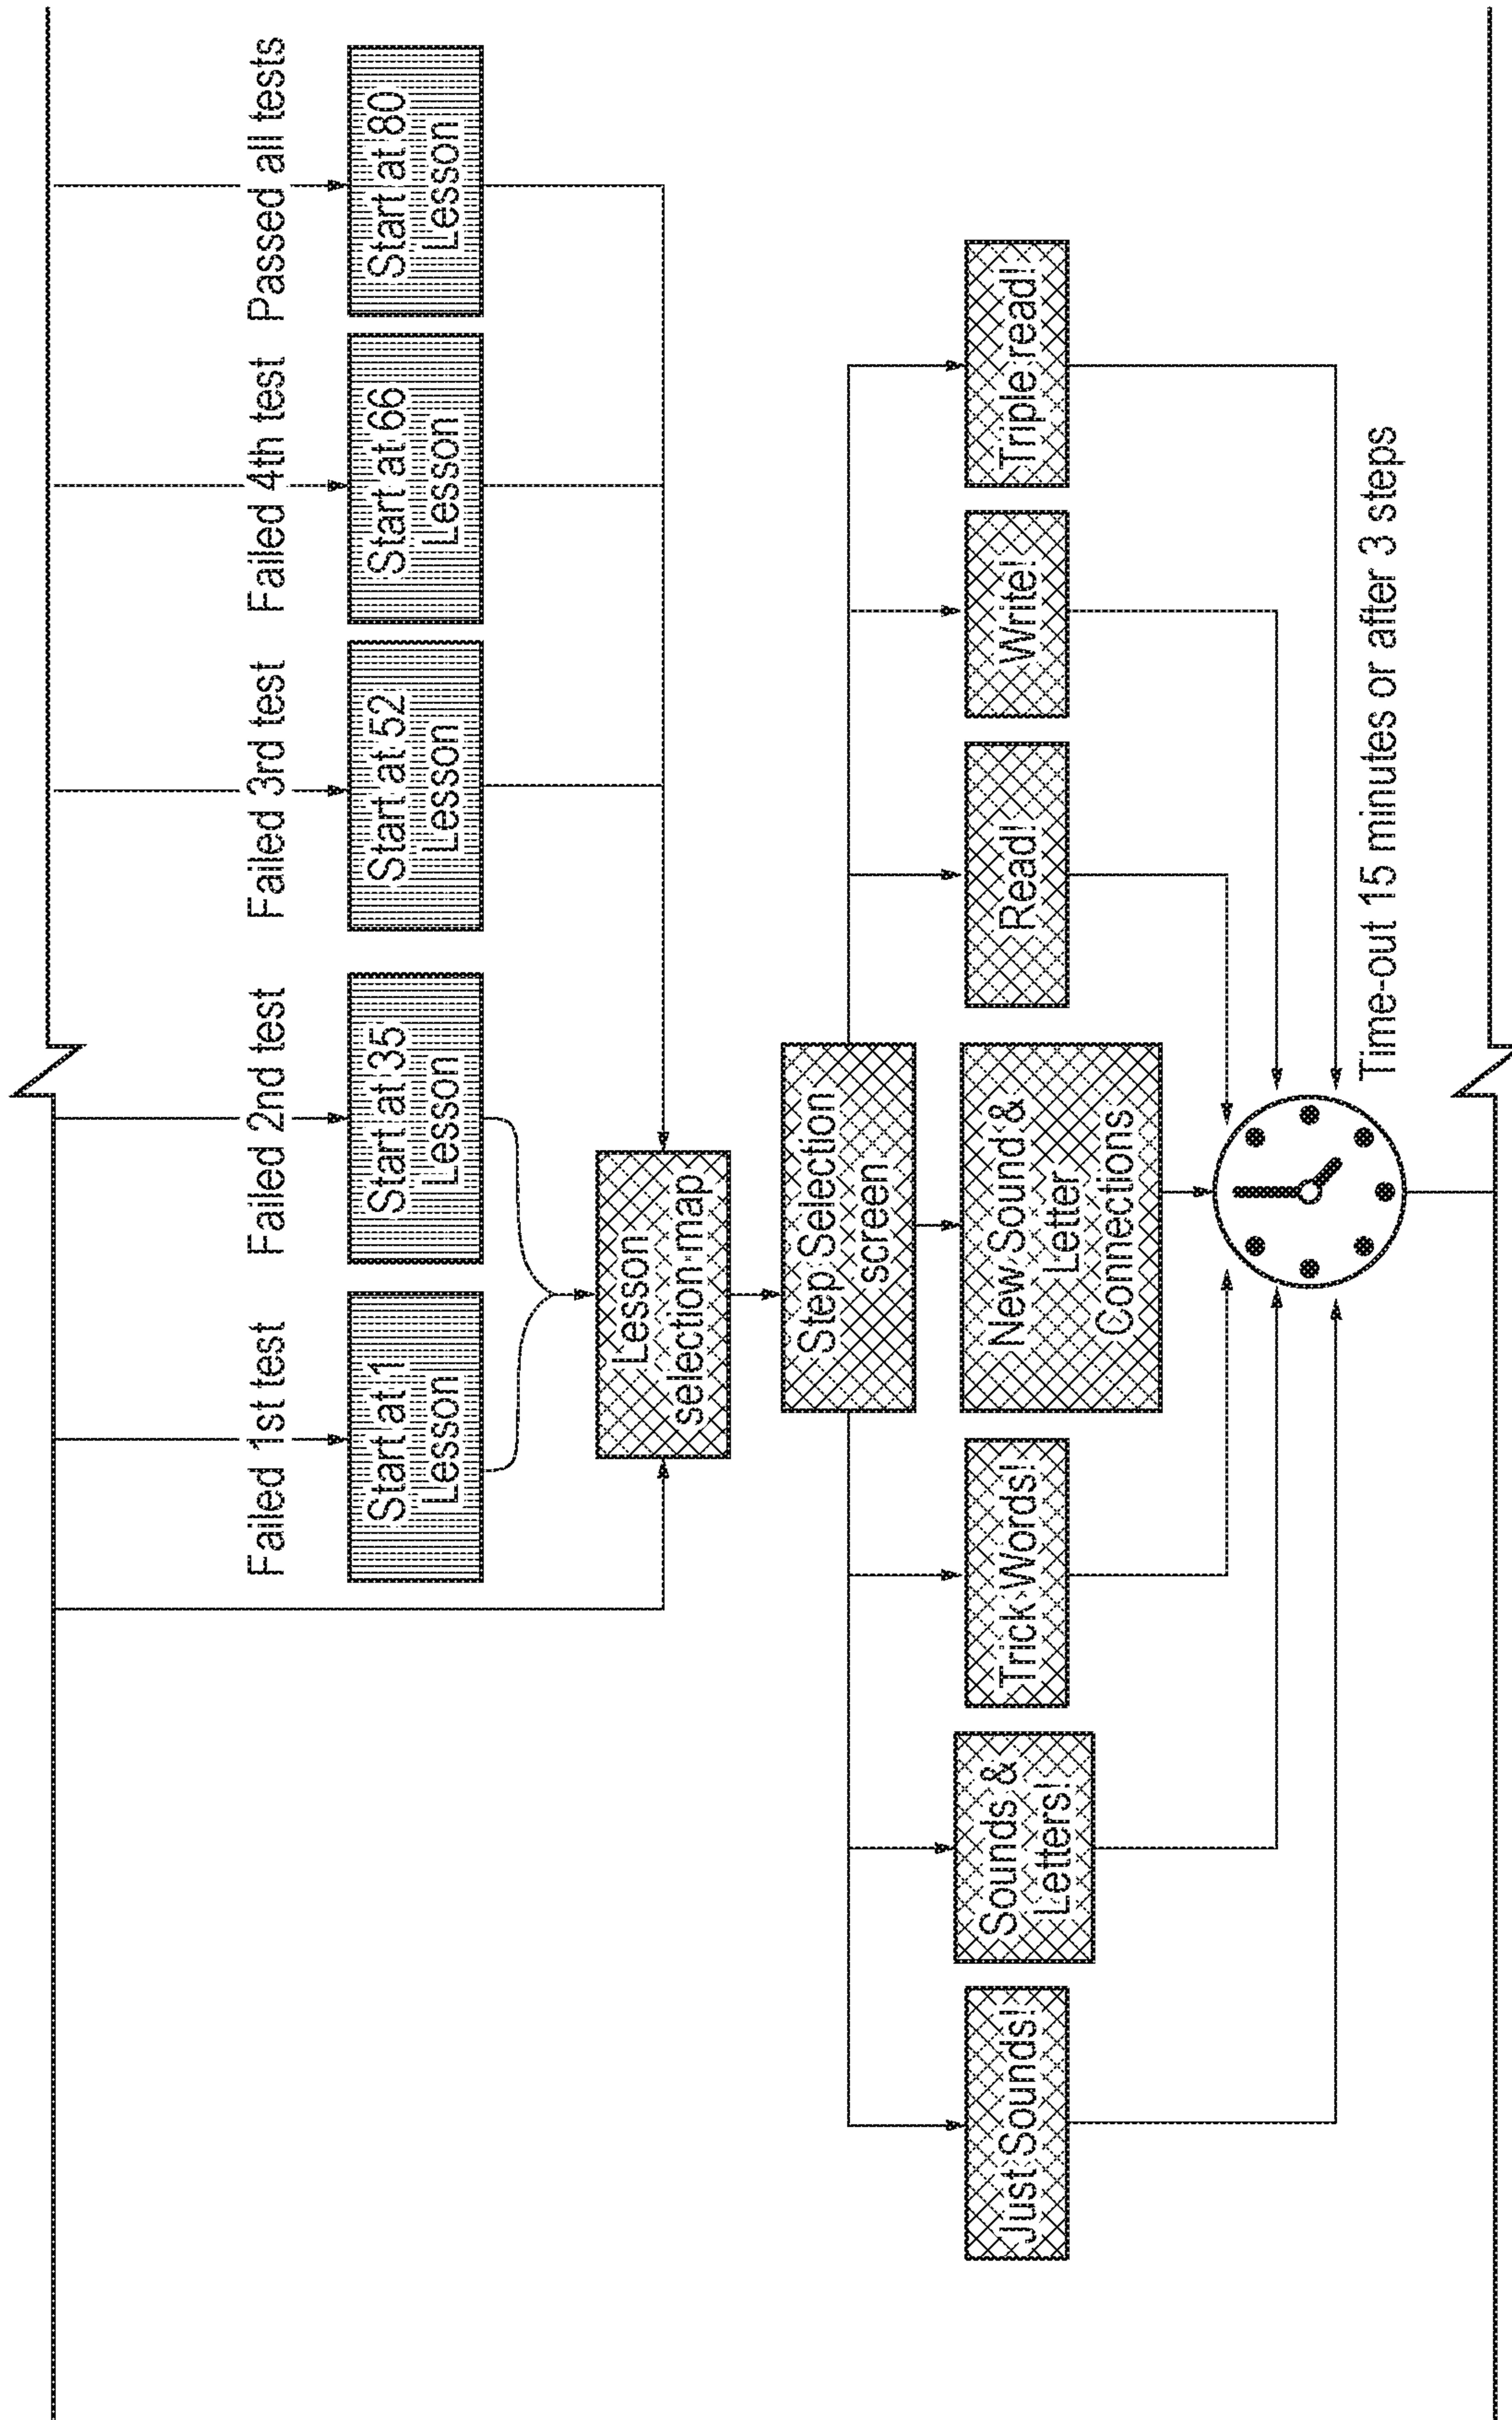 Failed 1st test
Failed 2nd test
Failed 3rd test
Failed 4th test
Passed all tests
Start at 1
Lesson
Start at 35
Lesson
Start at 52
Lesson
Start at 66
Lesson
Start at 80
Lesson
Lesson
selection map
Step Selection
screen
Just Sounds!
Sounds &
Letters!
Trick Words!
New Sound &
Letter
Connections
Read!
Write!
Triple read!
Time-out 15 minutes or after 3 steps